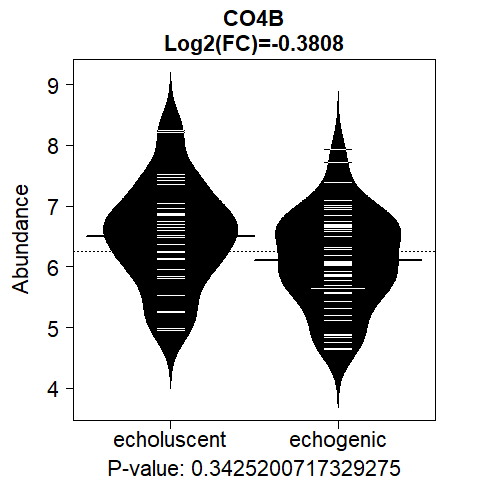 CO4B
Log2(FC)=-0.3808
9
8
7
6
5
4
Abundance
echoluscent echogenic
P-value: 0.3425200717329275